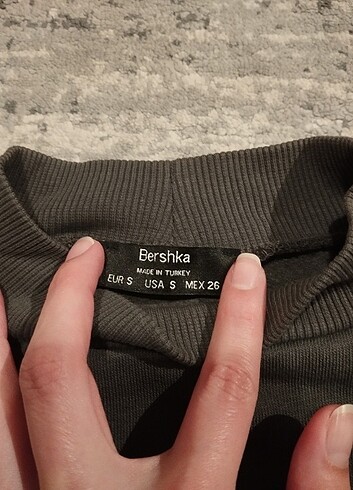 Bershka
MADE IN TURKEY
EUR S USA S MEX 26